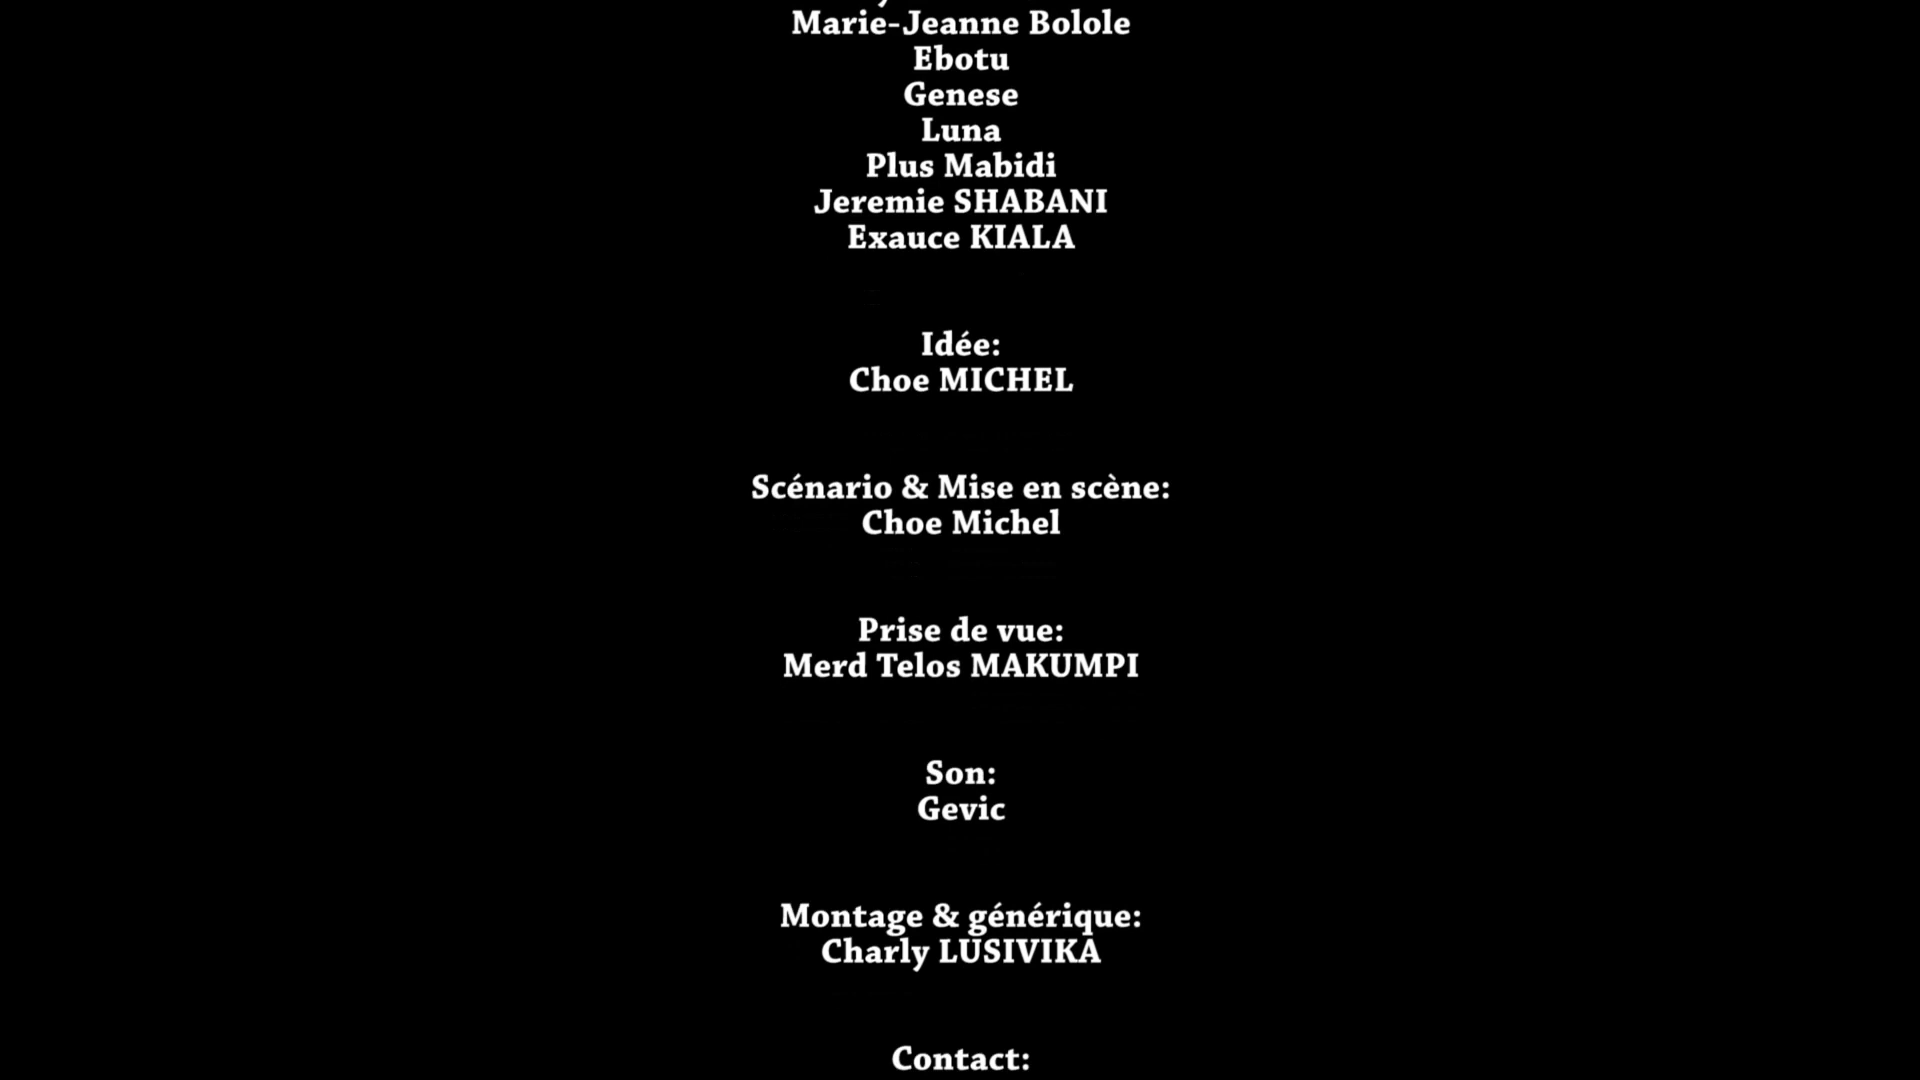 Marie-Jeanne Bolole
Ebotu
Genese
Luna
Plus Mabidi
Jeremie SHABANI
Exauce KIALA
Idée:
Choe MICHEL
Scénario & Mise en scène:
Choe Michel
Prise de vue:
Merd Telos MAKUMPI
Son:
Gevic
Montage & générique:
Charly LUSIVIKA
Contact: